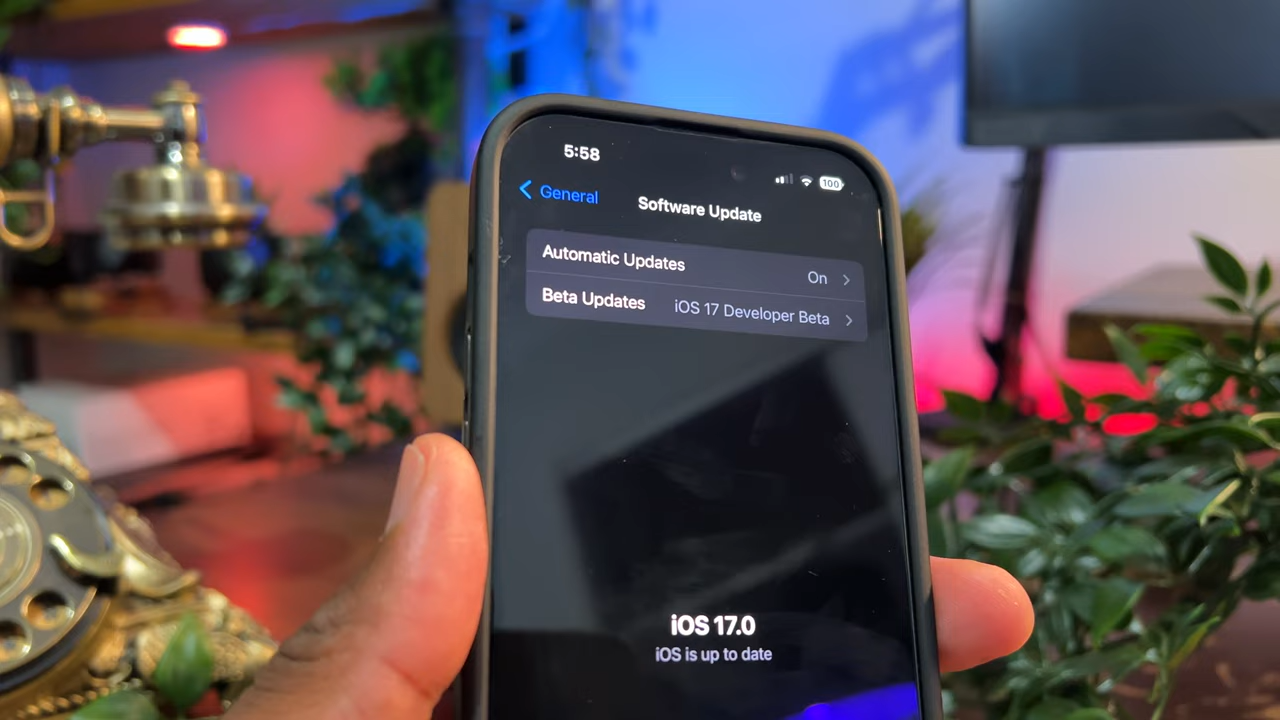 5:58
100
General
Software Update
Automatic Updates On
Beta Updates iOS 17 Developer Beta
iOS 17.0
iOS is up to date